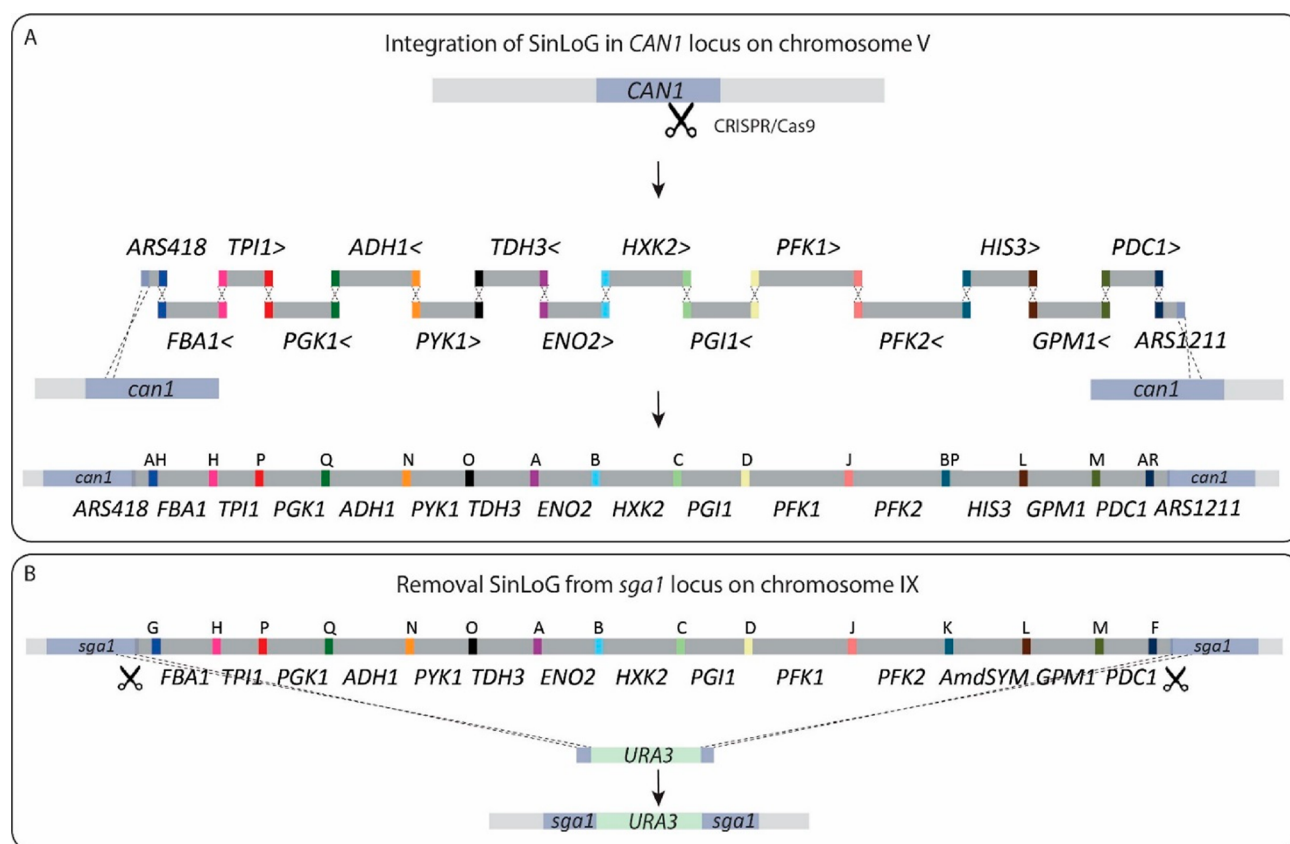 A
Integration of SinLoG in CAN1 locus on chromosome V
CAN1
CRISPR/Cas9
ARS418 TPI1> ADH1< TDH3< HXK2> PFK1> HIS3> PDC1>
FBA1< PGK1< PYK1> ENO2> PGI1< PFK2< GPM1< ARS1211
can1 can1
AH H P Q N O A B C D J BP L M AR
can1 can1
ARS418 FBA1 TPI1 PGK1 ADH1 PYK1 TDH3 ENO2 HXK2 PGI1 PFK1 PFK2 HIS3 GPM1 PDC1 ARS1211
B
Removal SinLoG from sga1 locus on chromosome IX
G H P Q N O A B C D J K L M F
sga1 sga1
FBA1 TPI1 PGK1 ADH1 PYK1 TDH3 ENO2 HXK2 PGI1 PFK1 PFK2 AmdSYM GPM1 PDC1
URA3
sga1 URA3 sga1